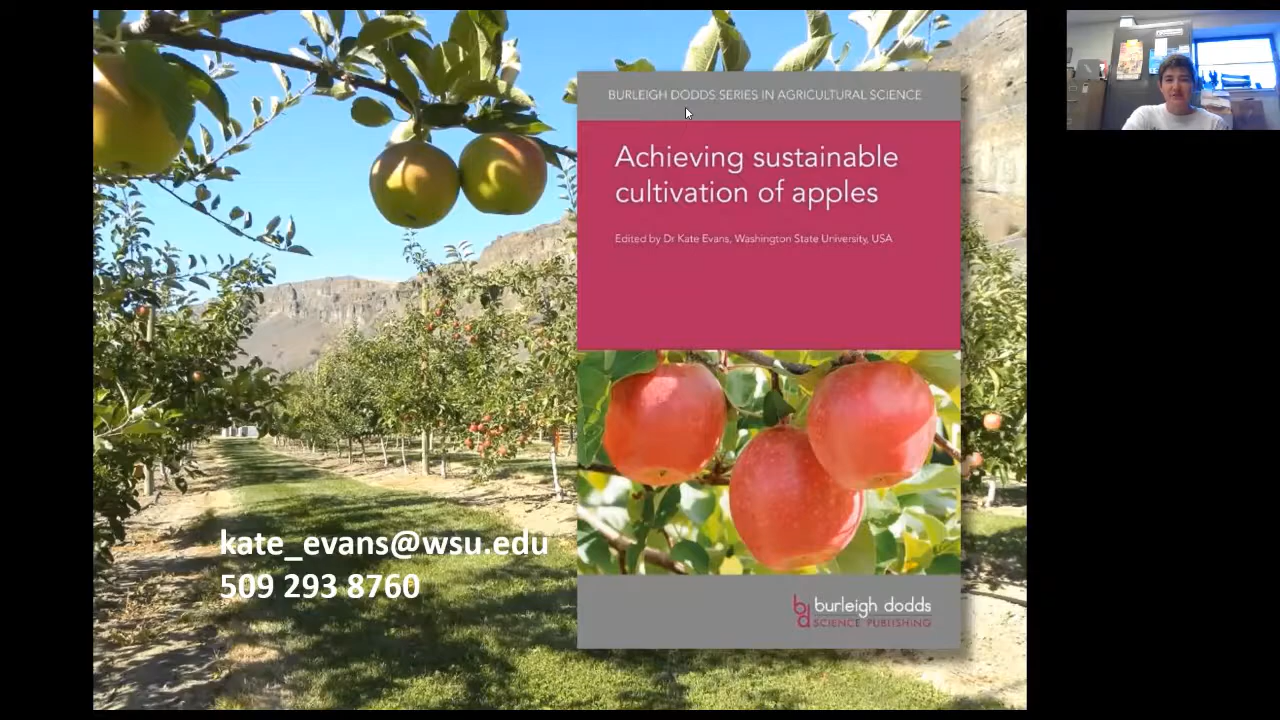 BURLEIGH DODDS SERIES IN AGRICULTURAL SCIENCE
Achieving sustainable
cultivation of apples
Edited by Dr Kate Evans, Washington State University, USA
kate_evans@wsu.edu
509 293 8760
bd burleigh dodds
SCIENCE PUBLISHING